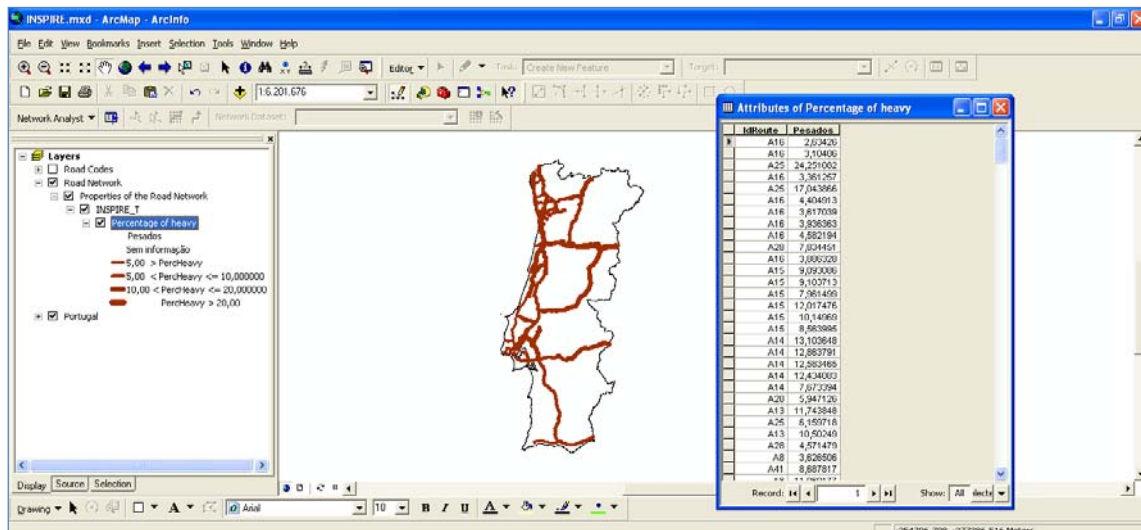 INSPIRE.mxd - ArcMap - ArcInfo
File Edit View Bookmarks Insert Selection Tools Window Help
Editor Task: Create New Feature Target:
1:6.201.676
Network Analyst Network Dataset:
Layers
Road Codes
Road Network
Properties of the Road Network
INSPIRE_T
Percentage of heavy
Pesados
Sem informação
5,00 > PercHeavy
5,00 < PercHeavy <= 10,000000
10,00 < PercHeavy <= 20,000000
PercHeavy > 20,00
Portugal
Display Source Selection
Attributes of Percentage of heavy
IdRoute Pesados
A16 2,63426
A16 3,10406
A25 24,251002
A16 3,361257
A25 17,043866
A16 4,404913
A16 3,617039
A16 3,936363
A16 4,582194
A28 7,834451
A16 3,886328
A15 9,093086
A15 9,103713
A15 7,961499
A15 12,017476
A15 10,14969
A15 8,563995
A14 13,103648
A14 12,863791
A14 12,583465
A14 12,434083
A14 7,673394
A20 5,947126
A13 11,743848
A25 6,159718
A13 10,50249
A28 4,571479
A8 3,626506
A41 8,687817
Record: 1 Show: All
Drawing Arial 10 B I U A